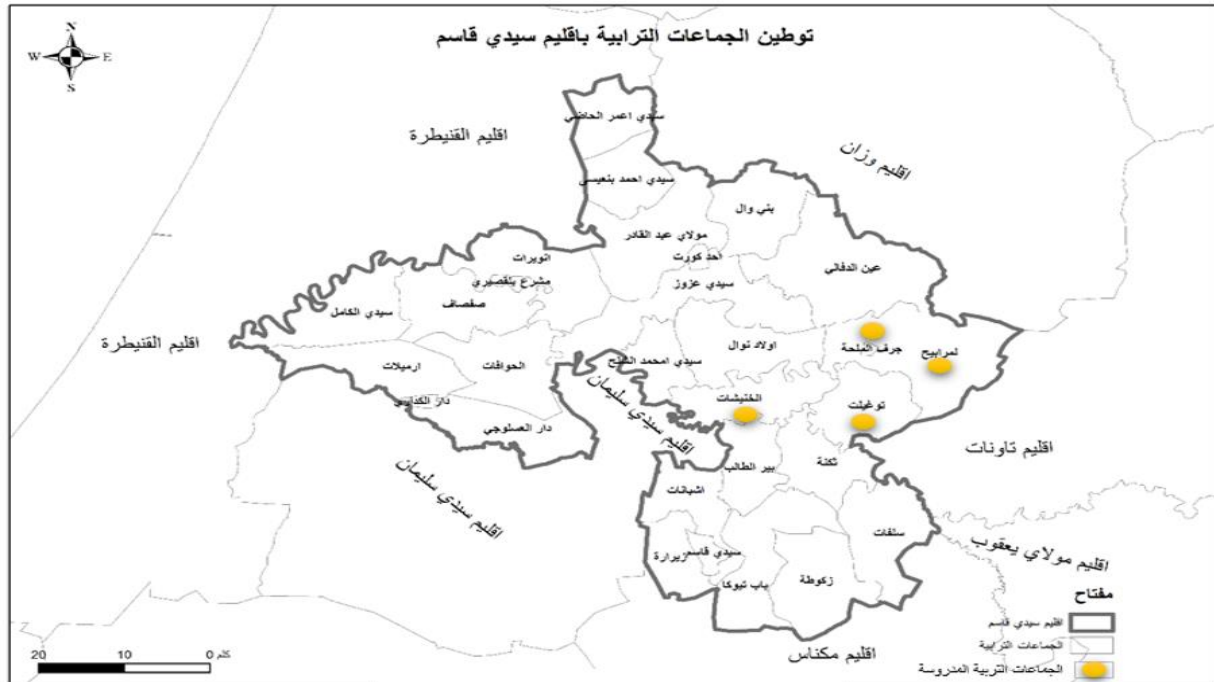 توطين الجماعات الترابية باقليم سيدي قاسم
N
W E
S
سيدي اعمر الحاضي
اقليم القنيطرة
اقليم وزان
سيدي احمد بنعيسى
بني وال
مولاي عبد القادر
احد كورت
انويرات
عين الدفالي
سيدي عزوز
مشرع بلقصيري
صفصاف
سيدي الكامل
اقليم القنيطرة
جرف الملحة
لمرابيح
اولاد نوال
سيدي امحمد الشلح
الحوافات
ارميلات
الخنيشات
توغيلت
دار الكداري
دار العسلوجي
اقليم سيدي سليمان
اقليم تاونات
تكنة
بير الطالب
اقليم سيدي سليمان
اشبانات
سلفات
اقليم مولاي يعقوب
زيرارة
سيدي قاسم
باب تيوكا
زكوطة
اقليم مكناس
مفتاح
اقليم سيدي قاسم
الجماعات الترابية
الجماعات التربية المدروسة
20 10 0 كلم